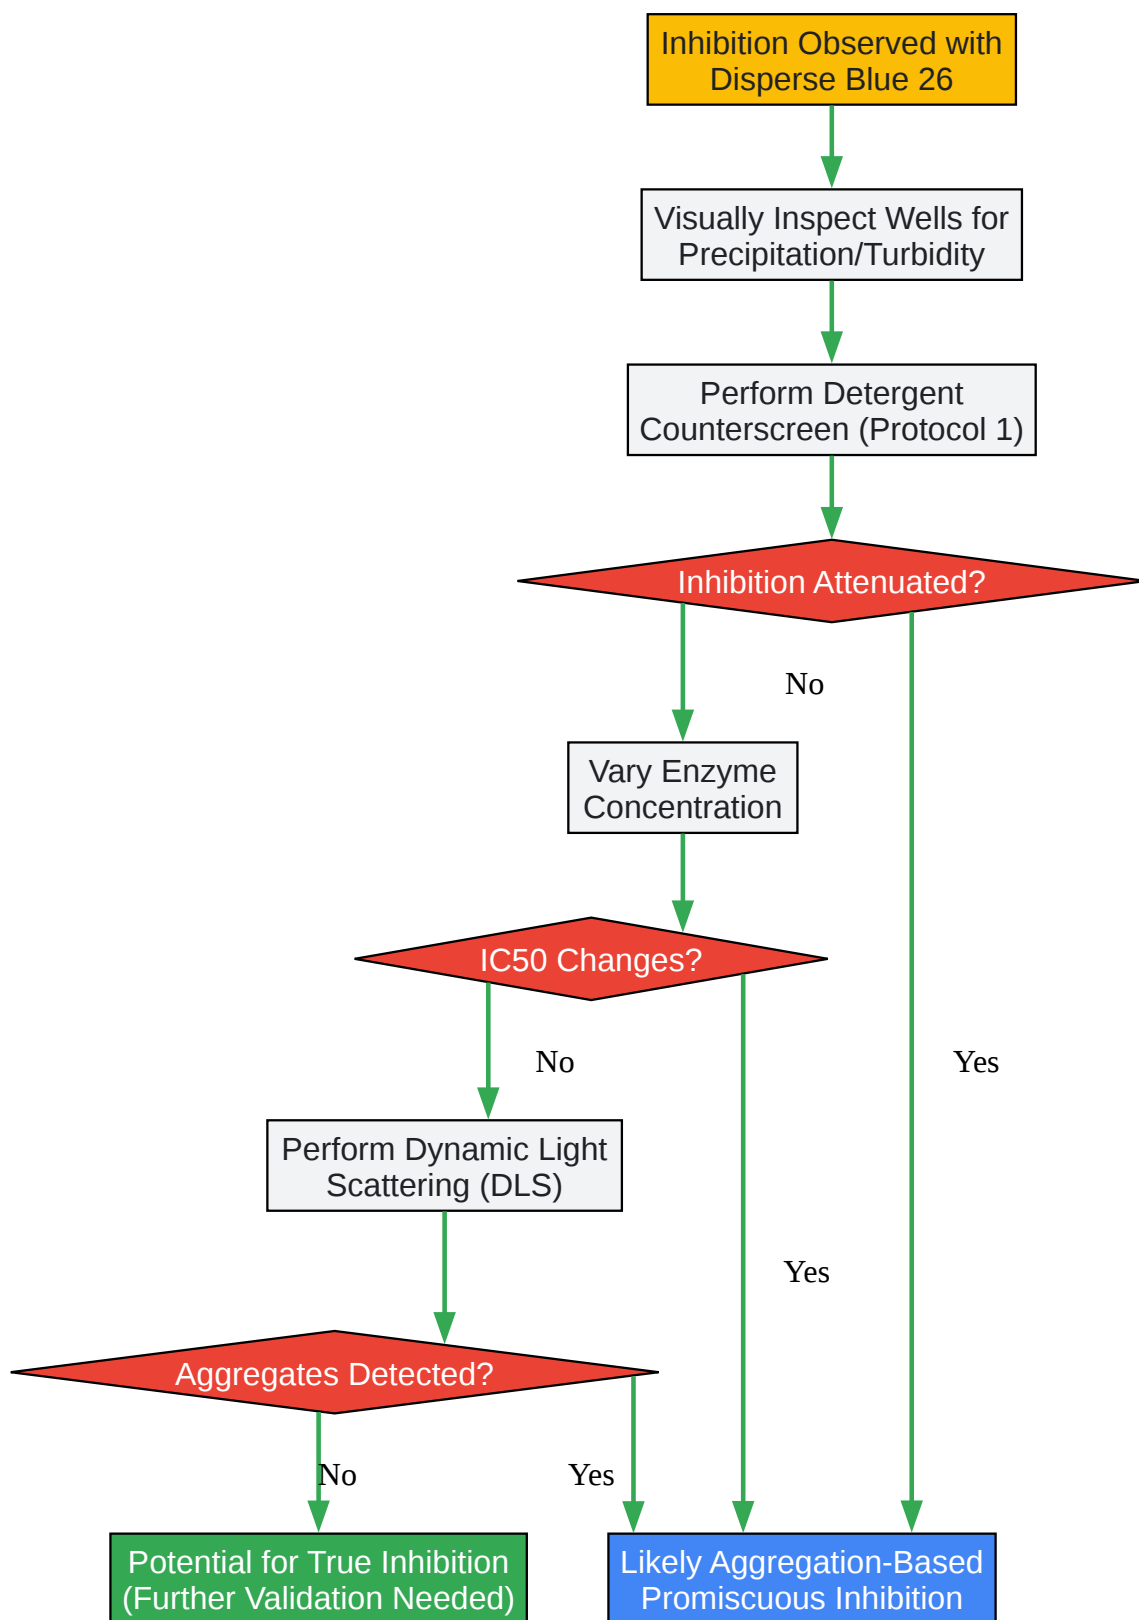 Inhibition Observed with
Disperse Blue 26
Visually Inspect Wells for
Precipitation/Turbidity
Perform Detergent
Counterscreen (Protocol 1)
Inhibition Attenuated?
No
Vary Enzyme
Concentration
IC50 Changes?
No
Yes
Perform Dynamic Light
Scattering (DLS)
Yes
Aggregates Detected?
No
Yes
Potential for True Inhibition
(Further Validation Needed)
Likely Aggregation-Based
Promiscuous Inhibition